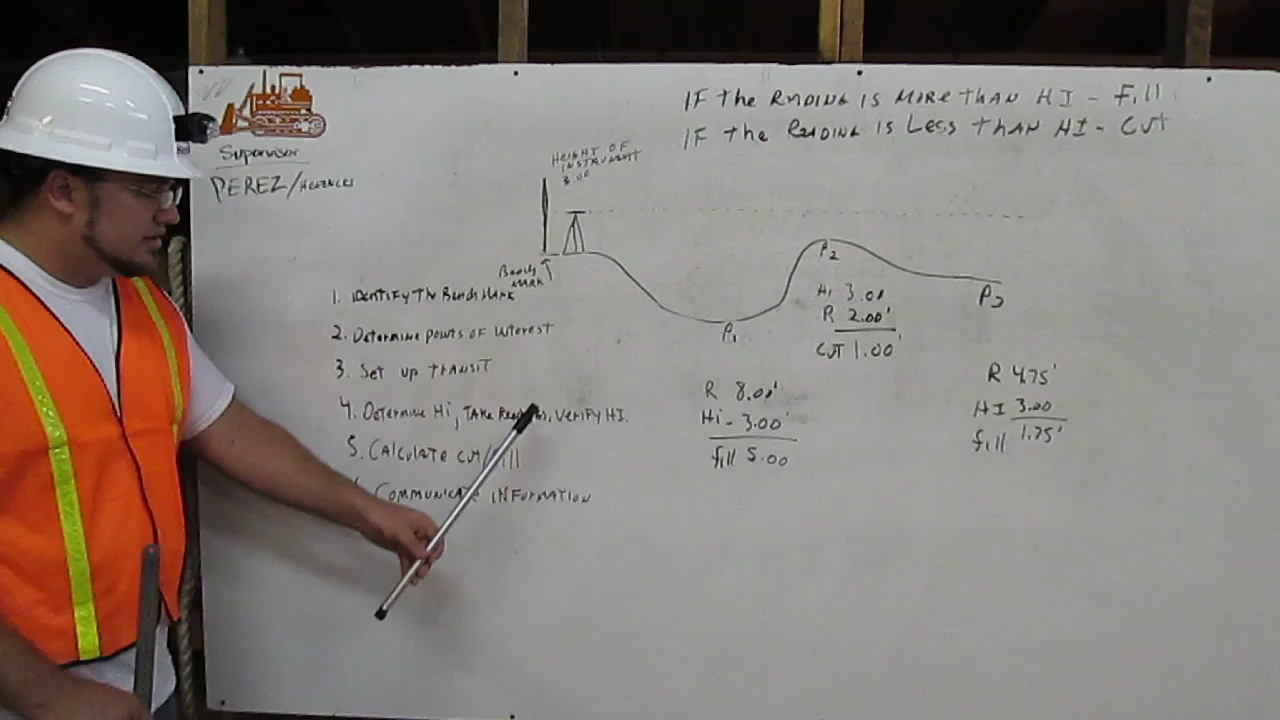 Supervisor
PEREZ/
IF the READING IS MORE THAN HI - Fill
IF the READING IS Less THAN HI - CUT
HEIGHT OF
INSTRUMENT
3.00
Bench
MARK
1. Identify The Bench Mark
2. Determine points of interest
3. Set up TRANSIT
4. Determine Hi, TAKE Readings, Verify HI.
5. CALCULATE CUT/Fill
COMMUNICATE INFORMATION
P1
R 8.00'
Hi - 3.00'
fill 5.00
P2
Hi 3.00
R 2.00'
CUT 1.00'
P3
R 4.75'
HI 3.00
fill 1.75'